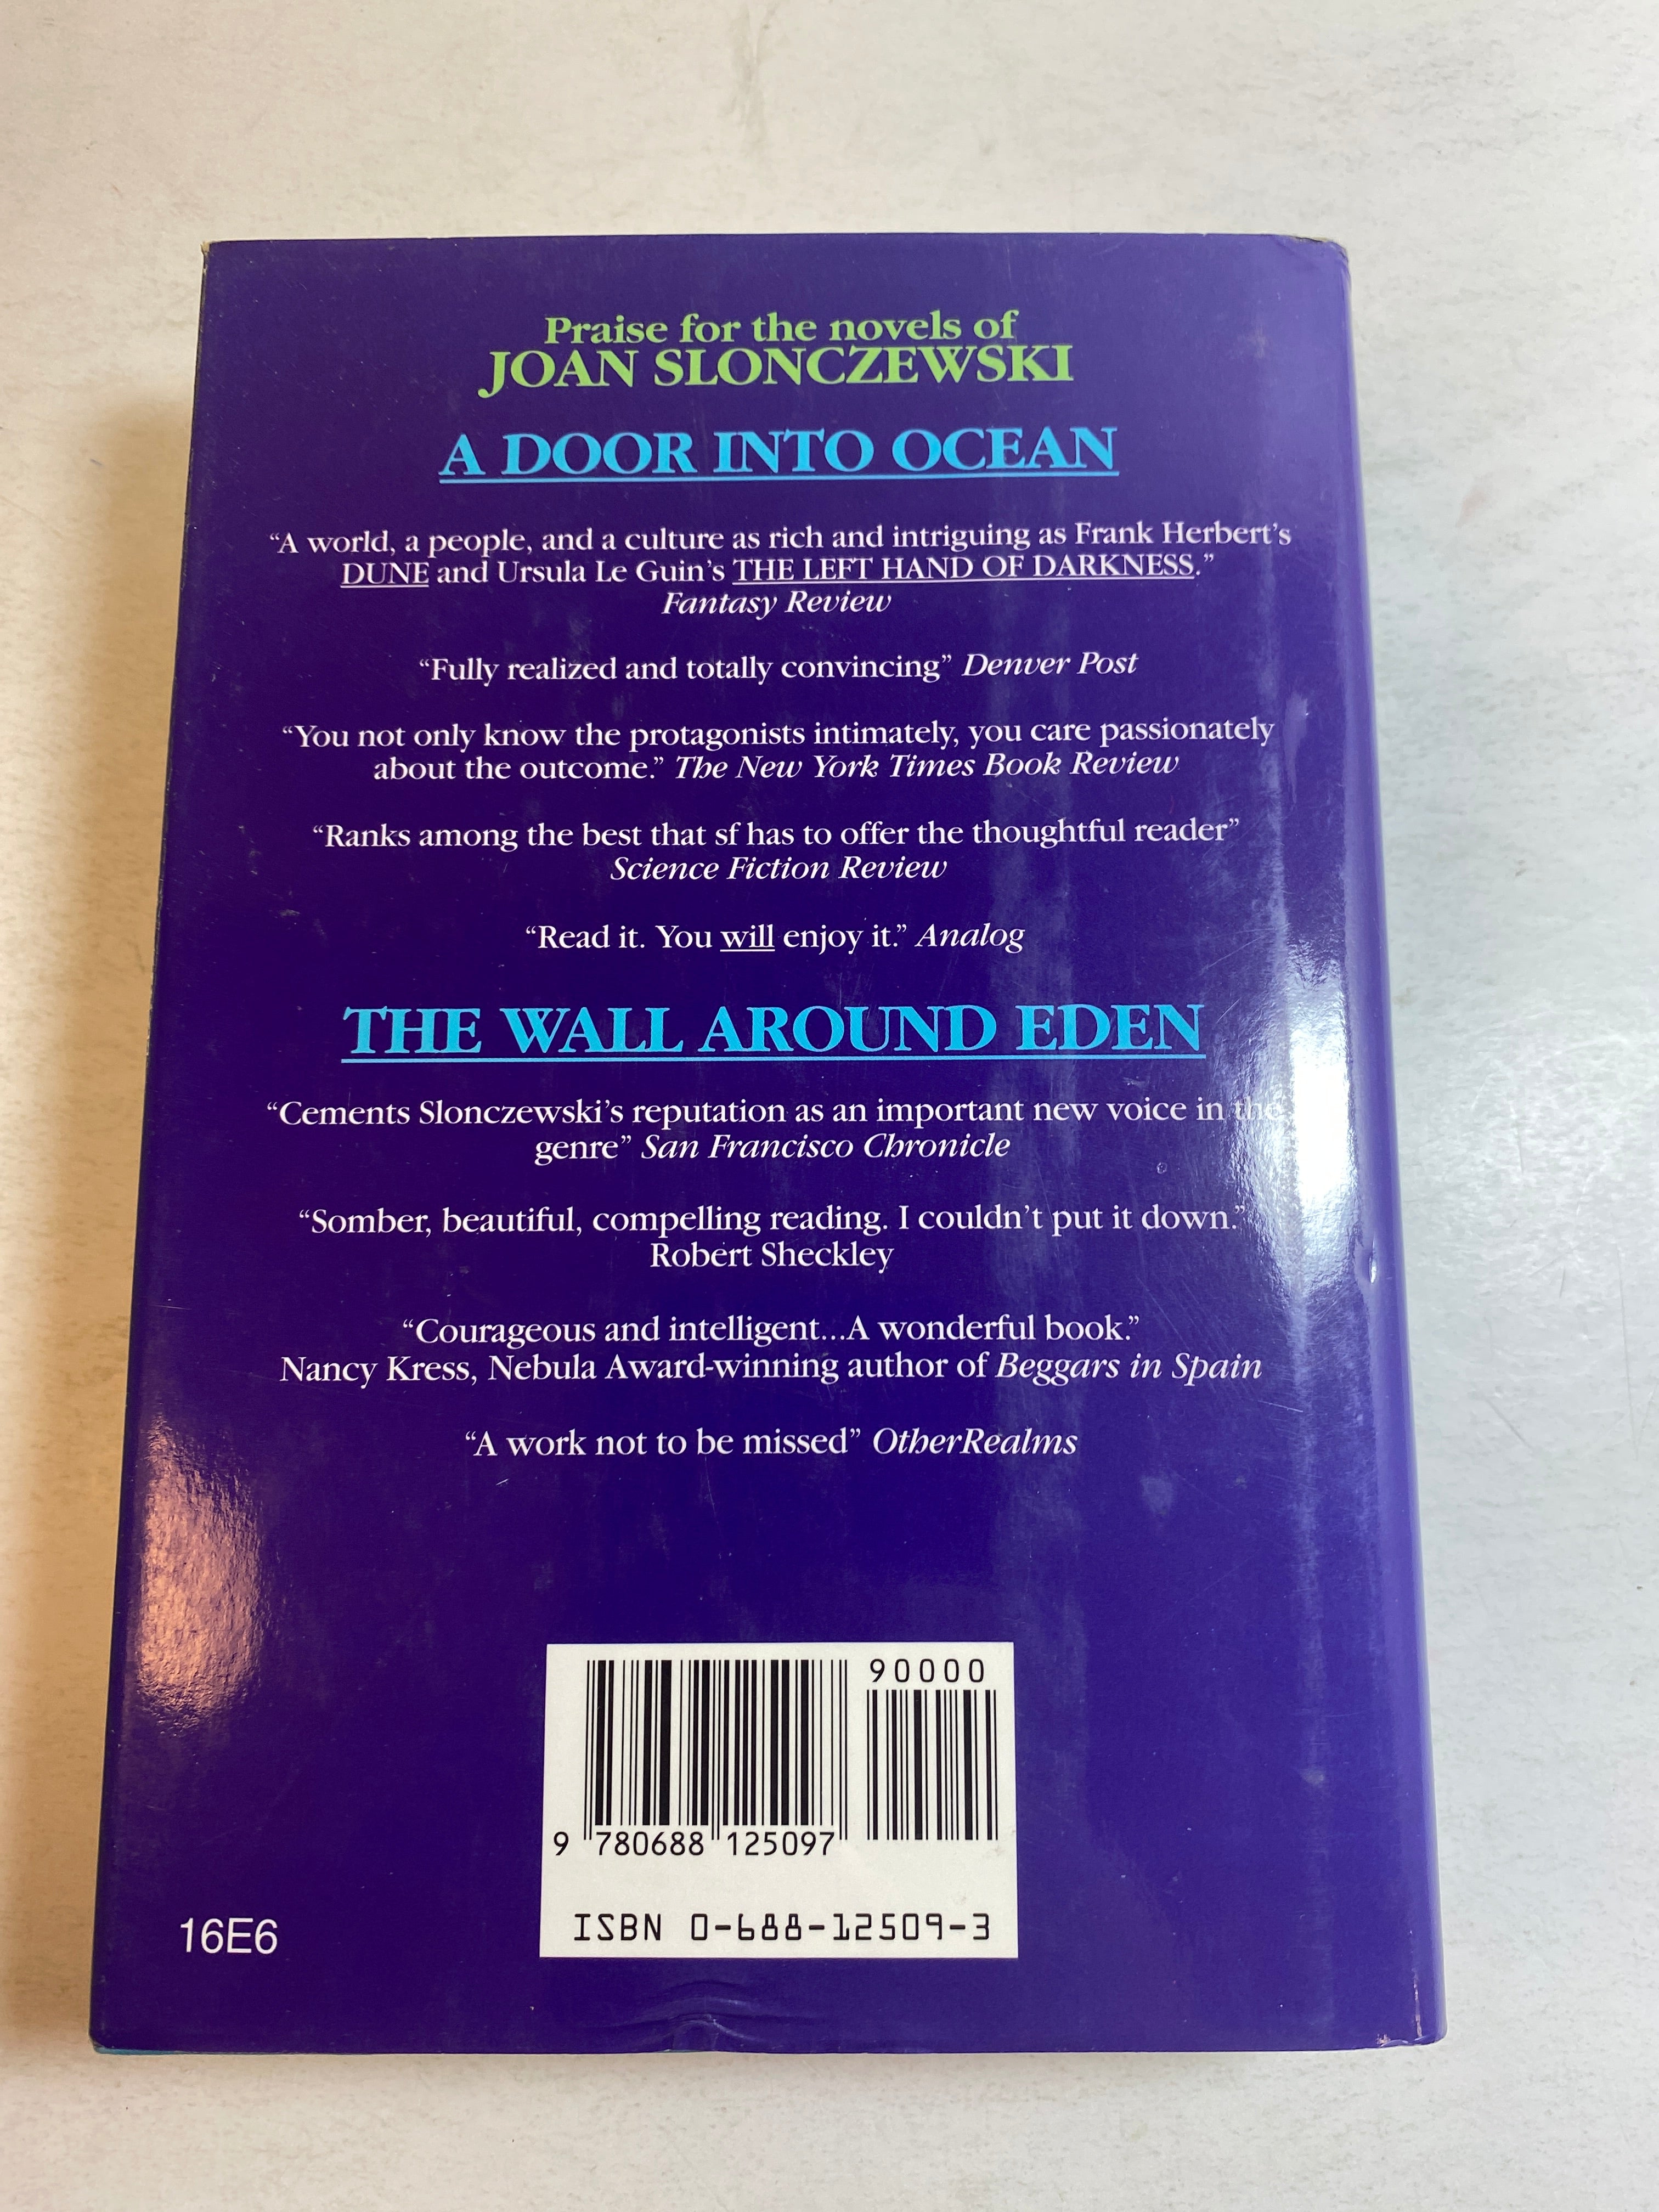 Praise for the novels of
JOAN SLONCZEWSKI
A DOOR INTO OCEAN
“A world, a people, and a culture as rich and intriguing as Frank Herbert’s
DUNE and Ursula Le Guin’s THE LEFT HAND OF DARKNESS.”
Fantasy Review
“Fully realized and totally convincing” Denver Post
“You not only know the protagonists intimately, you care passionately
about the outcome.” The New York Times Book Review
“Ranks among the best that sf has to offer the thoughtful reader”
Science Fiction Review
“Read it. You will enjoy it.” Analog
THE WALL AROUND EDEN
“Cements Slonczewski’s reputation as an important new voice in the
genre” San Francisco Chronicle
“Somber, beautiful, compelling reading. I couldn’t put it down.”
Robert Sheckley
“Courageous and intelligent...A wonderful book.”
Nancy Kress, Nebula Award-winning author of Beggars in Spain
“A work not to be missed” OtherRealms
90000
9 780688 125097
ISBN 0-688-12509-3
16E6